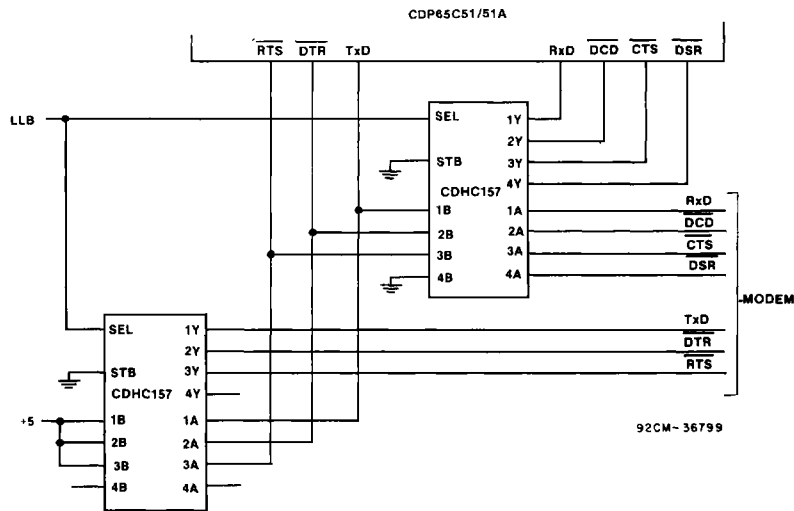 CDP65C51/51A
RTS DTR TxD RxD DCD CTS DSR
LLB
SEL 1Y
2Y
STB 3Y
CDHC157 4Y
1B 1A RxD
2B 2A DCD
3B 3A CTS
4B 4A DSR
MODEM
SEL 1Y TxD
2Y DTR
STB 3Y RTS
CDHC157 4Y
+5 1B 1A
2B 2A
3B 3A
4B 4A
92CM-36799